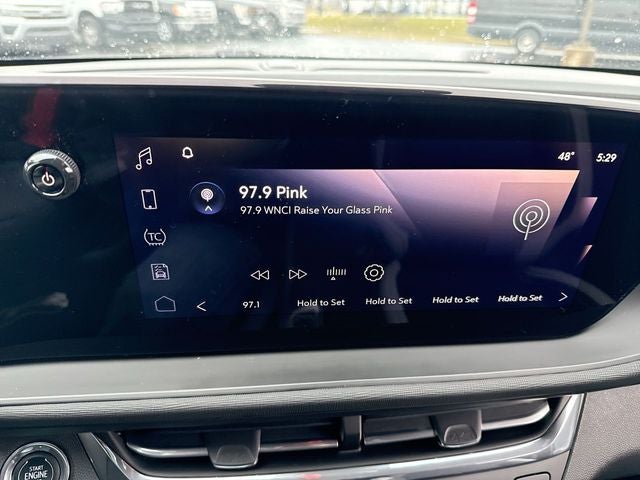 48° 5:29
97.9 Pink
97.9 WNCI Raise Your Glass Pink
TC
97.1 Hold to Set Hold to Set Hold to Set Hold to Set
START
ENGINE